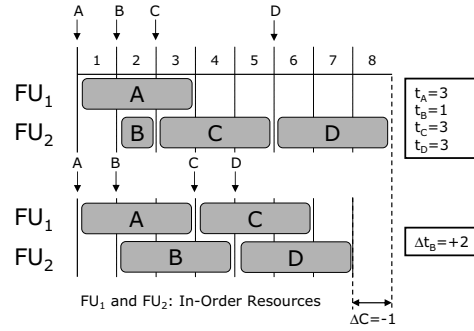 A B C D
1 2 3 4 5 6 7 8
FU1 A
FU2 B C D
tA=3
tB=1
tC=3
tD=3
A B C D
FU1 A C
FU2 B D
ΔtB=+2
FU1 and FU2: In-Order Resources
ΔC=-1